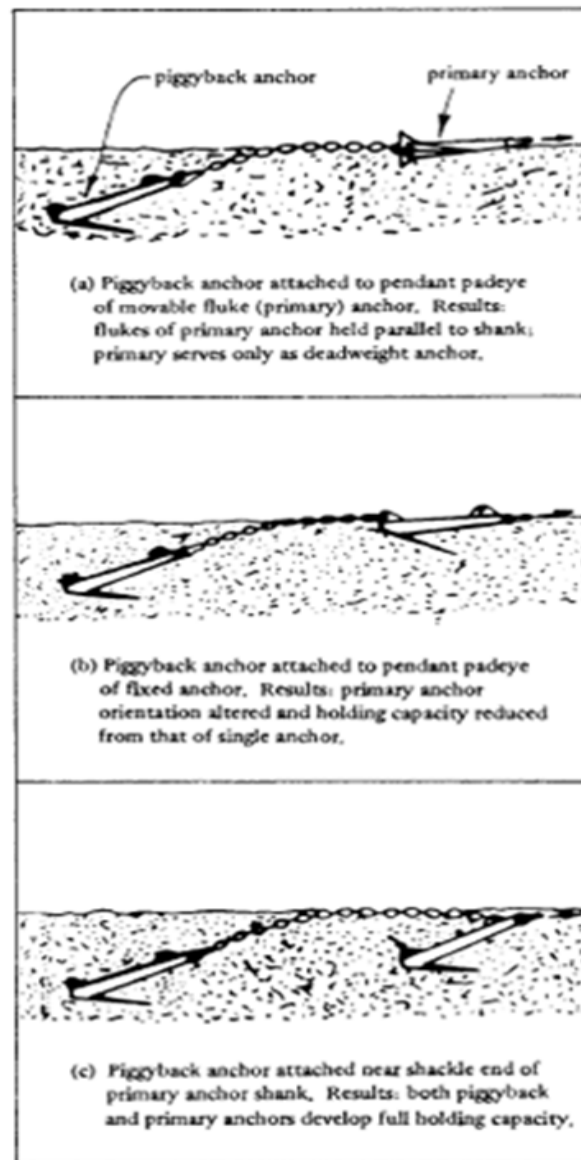 piggyback anchor
primary anchor
(a) Piggyback anchor attached to pendant padeye
of movable fluke (primary) anchor. Results:
flukes of primary anchor held parallel to shank;
primary serves only as deadweight anchor.
(b) Piggyback anchor attached to pendant padeye
of fixed anchor. Results: primary anchor
orientation altered and holding capacity reduced
from that of single anchor.
(c) Piggyback anchor attached near shackle end of
primary anchor shank. Results: both piggyback
and primary anchors develop full holding capacity.